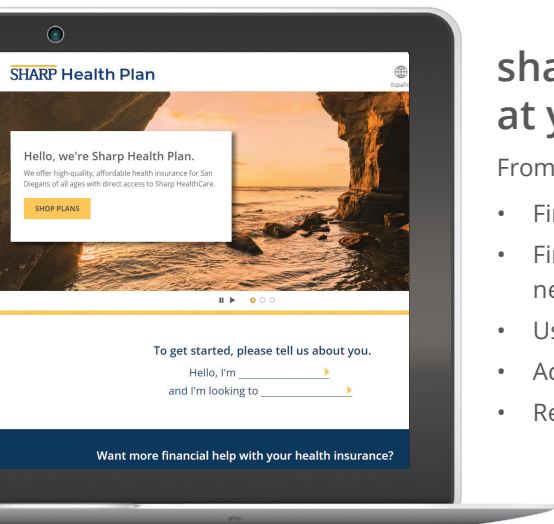 SHARP Health Plan
Español
Hello, we're Sharp Health Plan.
We offer high-quality, affordable health insurance for San
Diegans of all ages with direct access to Sharp HealthCare.
SHOP PLANS
To get started, please tell us about you.
Hello, I'm
and I'm looking to
Want more financial help with your health insurance?
sha
at y
From
• Fi
• Fi
ne
• Us
• Ac
• Re